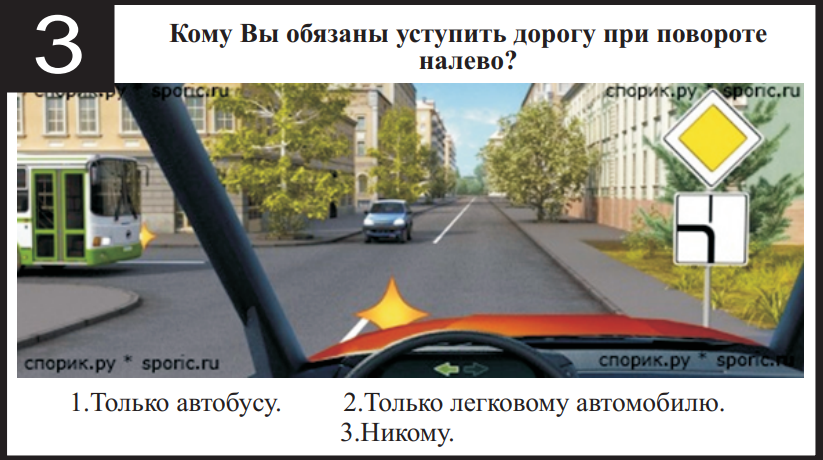 3
Кому Вы обязаны уступить дорогу при повороте
налево?
спорик.ру * sporic.ru
спорик.ру * sporic.ru
спорик.ру * sporic.ru
спорик.ру * sporic.ru
1.Только автобусу. 2.Только легковому автомобилю.
3.Никому.